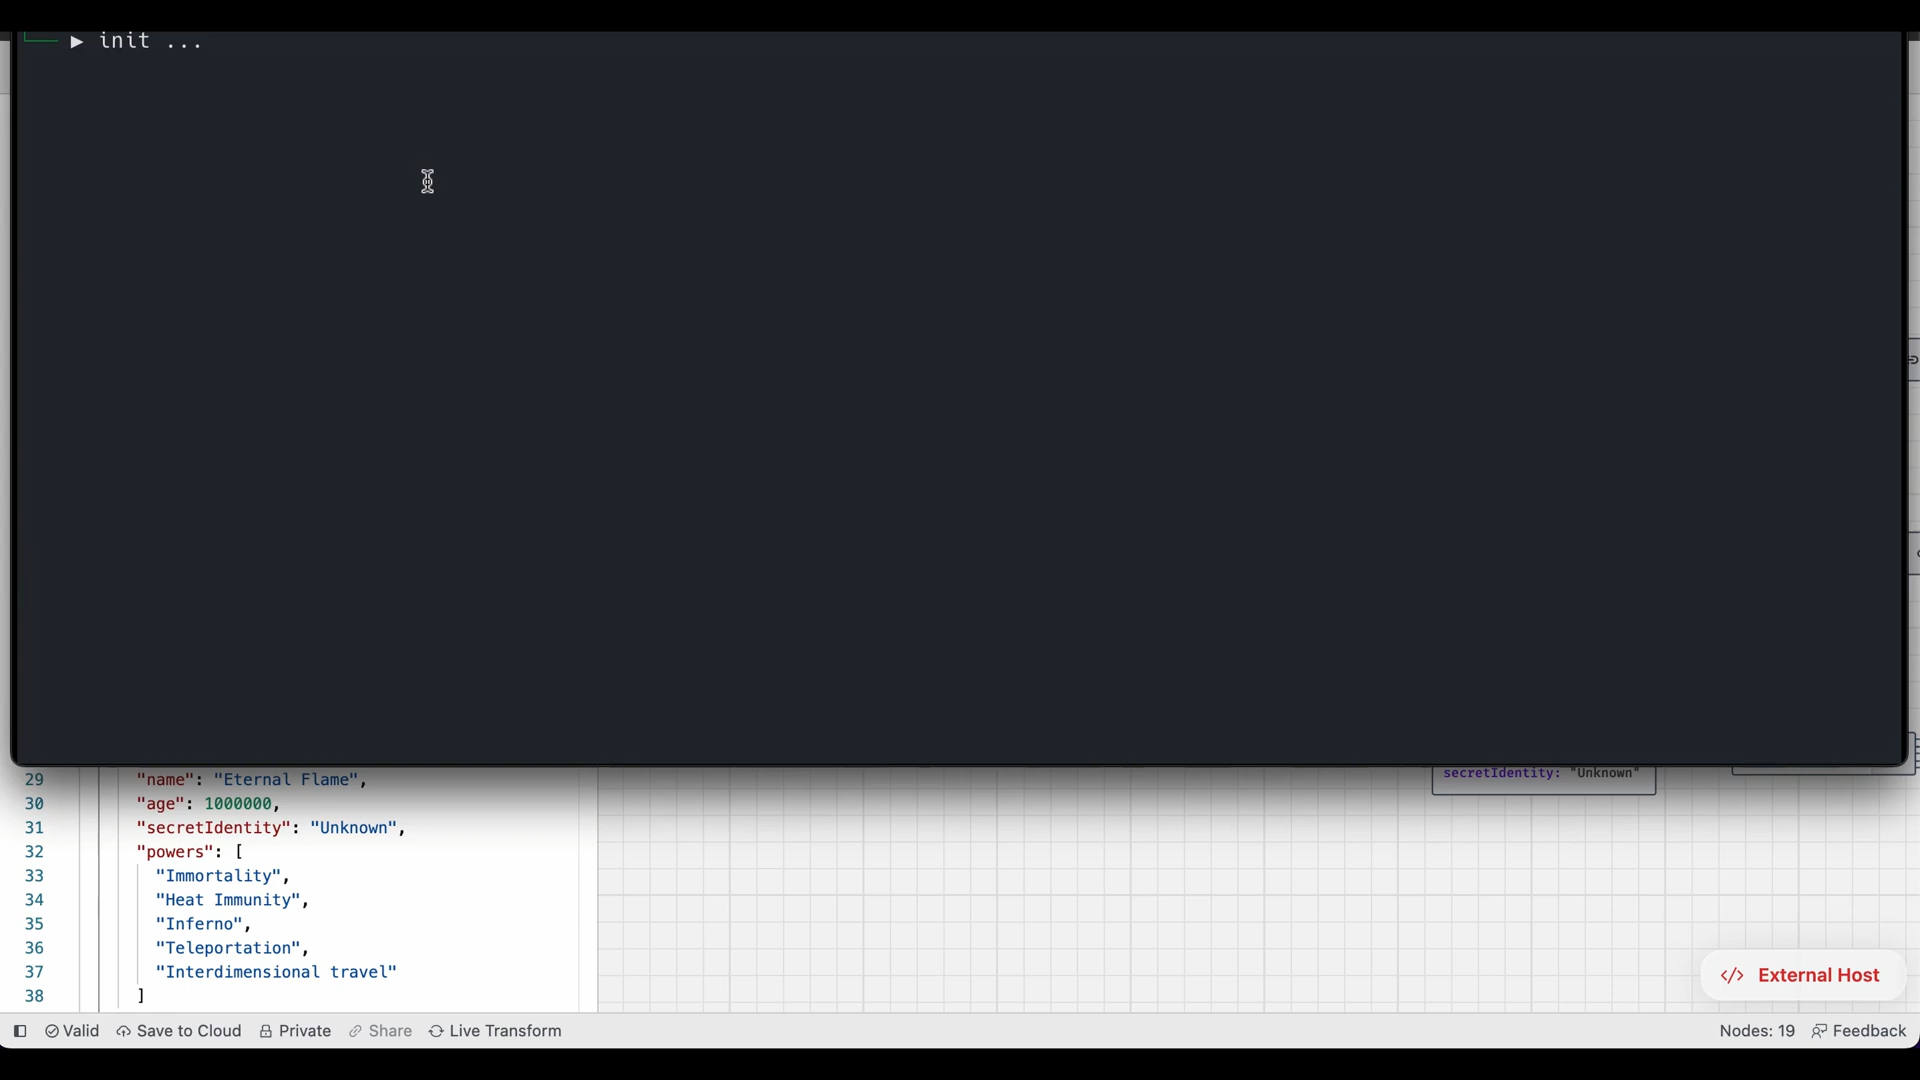 ▶ init ...
secretIdentity: "Unknown"
29 "name": "Eternal Flame",
30 "age": 1000000,
31 "secretIdentity": "Unknown",
32 "powers": [
33 "Immortality",
34 "Heat Immunity",
35 "Inferno",
36 "Teleportation",
37 "Interdimensional travel"
38 ]
</> External Host
Valid Save to Cloud Private Share Live Transform Nodes: 19 Feedback